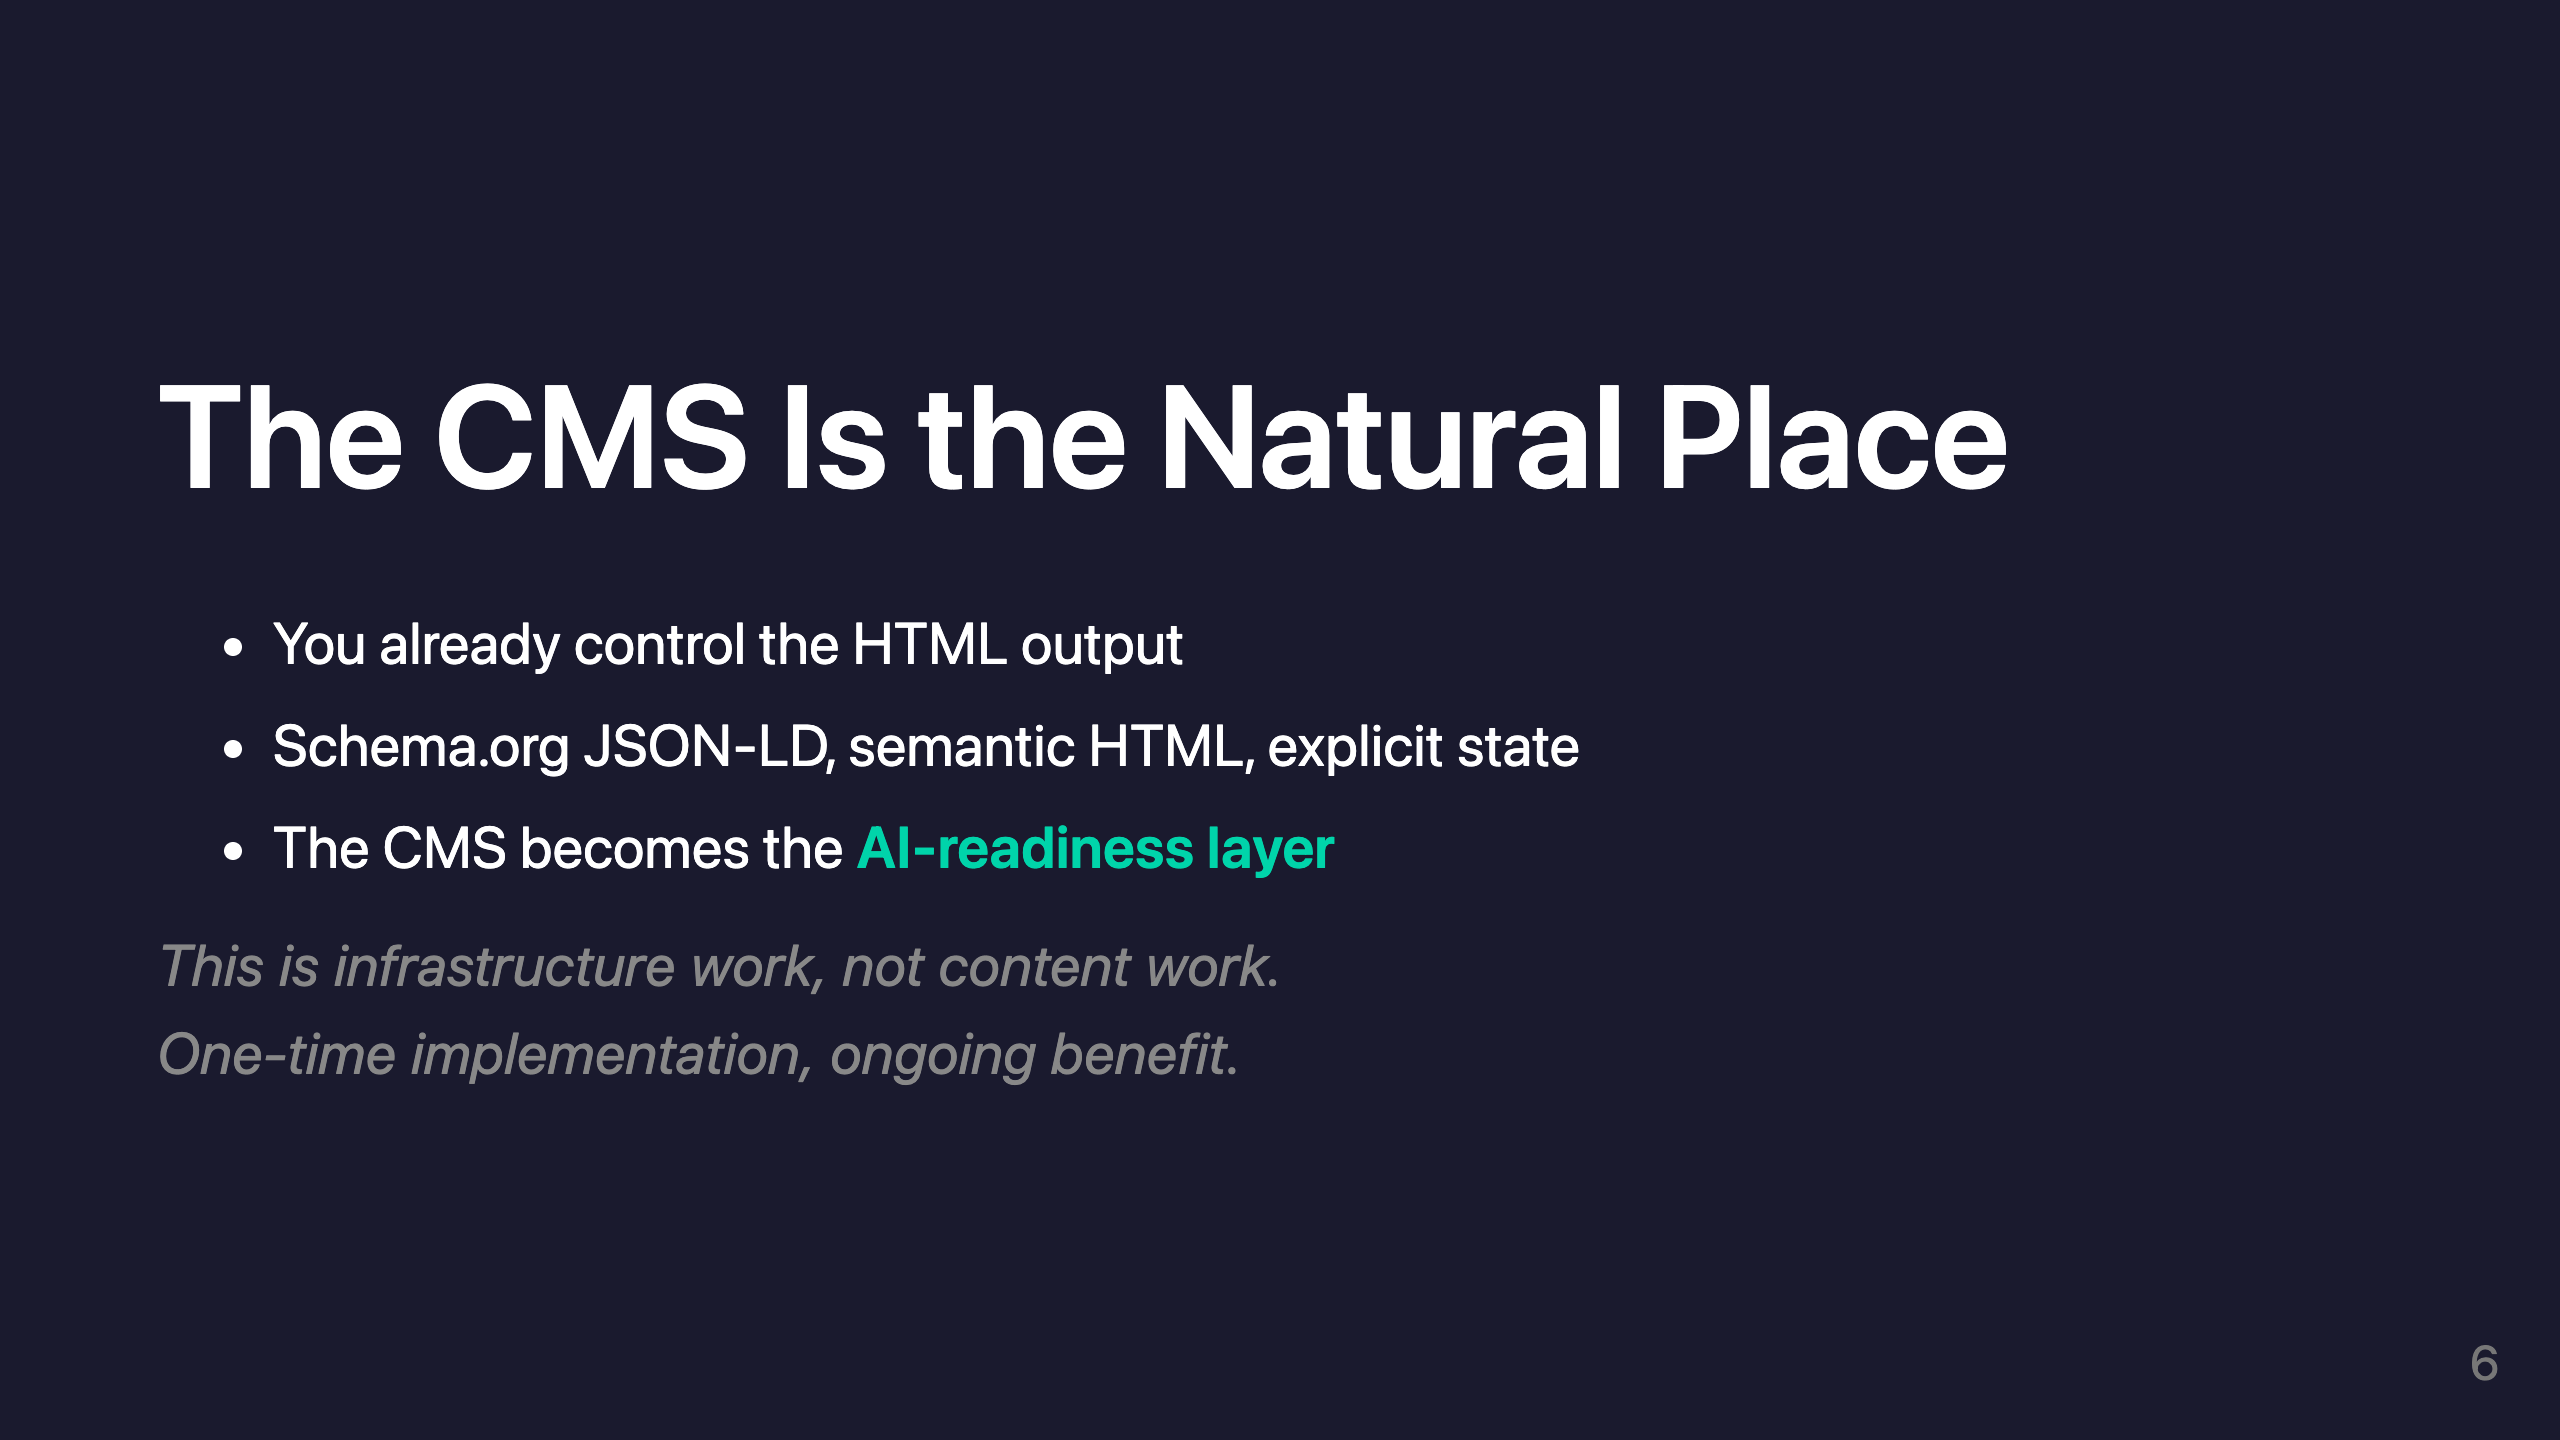 The CMS Is the Natural Place
• You already control the HTML output
• Schema.org JSON-LD, semantic HTML, explicit state
• The CMS becomes the AI-readiness layer
This is infrastructure work, not content work.
One-time implementation, ongoing benefit.
6